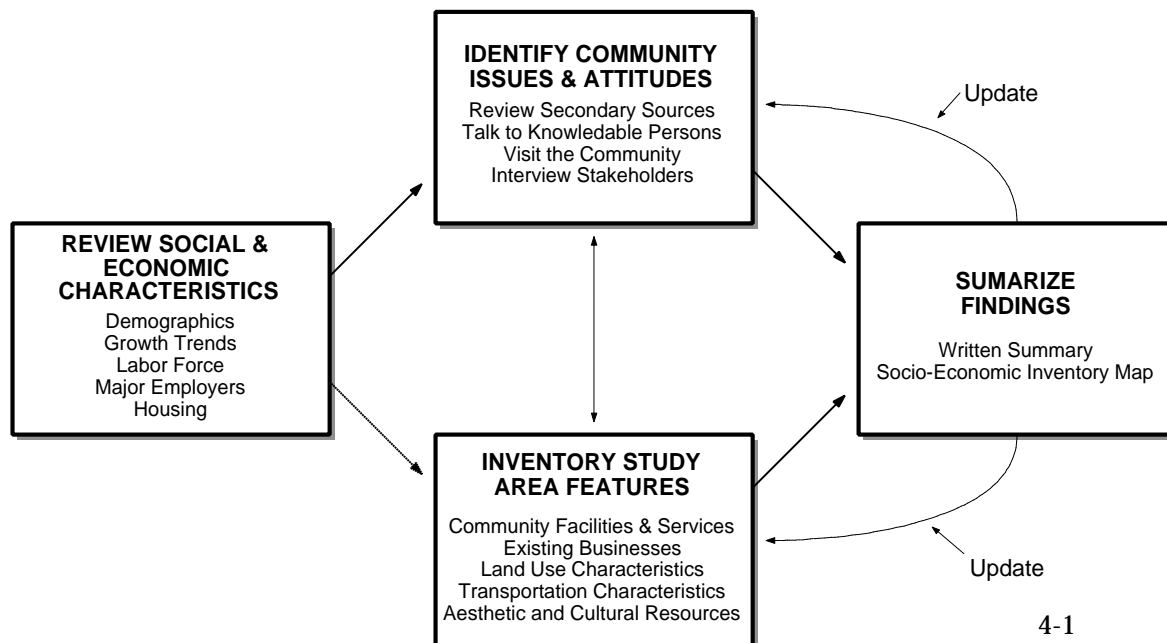 IDENTIFY COMMUNITY
ISSUES & ATTITUDES
Review Secondary Sources
Talk to Knowledable Persons
Visit the Community
Interview Stakeholders
Update
REVIEW SOCIAL &
ECONOMIC
CHARACTERISTICS
Demographics
Growth Trends
Labor Force
Major Employers
Housing
SUMARIZE
FINDINGS
Written Summary
Socio-Economic Inventory Map
INVENTORY STUDY
AREA FEATURES
Community Facilities & Services
Existing Businesses
Land Use Characteristics
Transportation Characteristics
Aesthetic and Cultural Resources
Update
4-1